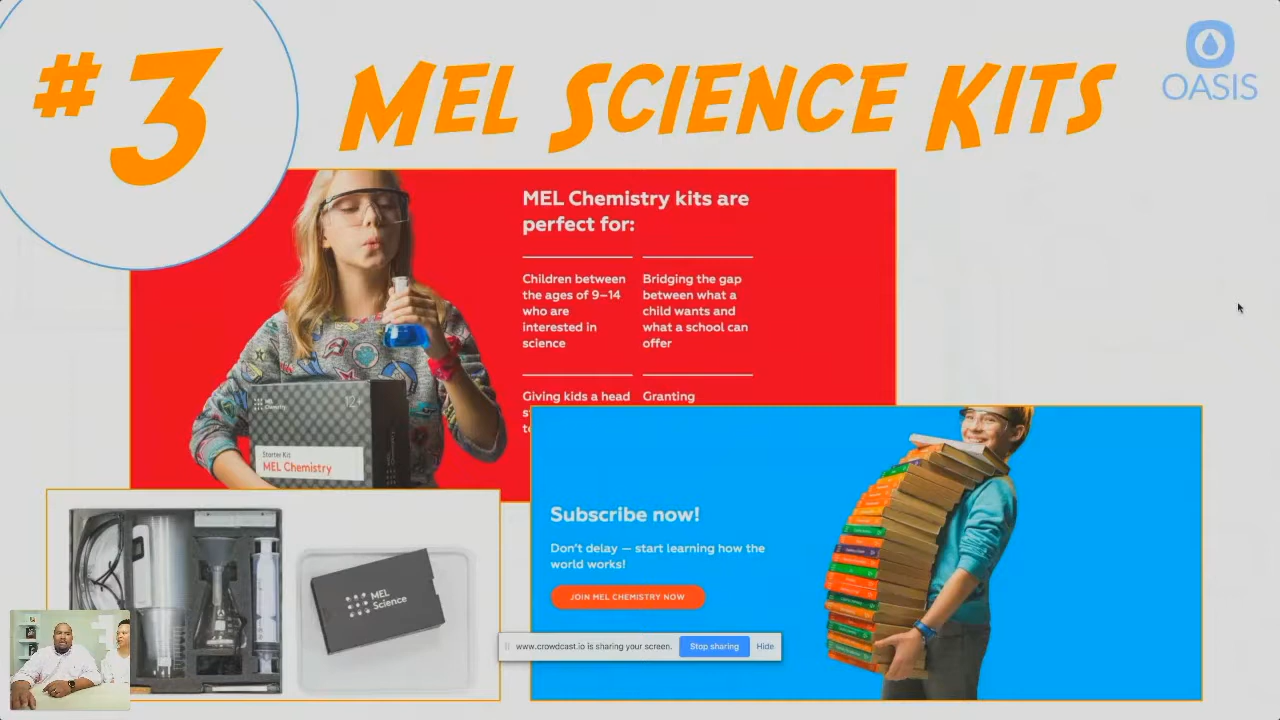 #3
MEL SCIENCE KITS
OASIS
MEL Chemistry kits are
perfect for:
Children between
the ages of 9–14
who are
interested in
science
Bridging the gap
between what a
child wants and
what a school can
offer
Giving kids a head
Granting
MEL
Chemistry
12+
Starter Kit
MEL Chemistry
Subscribe now!
Don't delay — start learning how the
world works!
JOIN MEL CHEMISTRY NOW
MEL
Science
www.crowdcast.io is sharing your screen.
Stop sharing
Hide